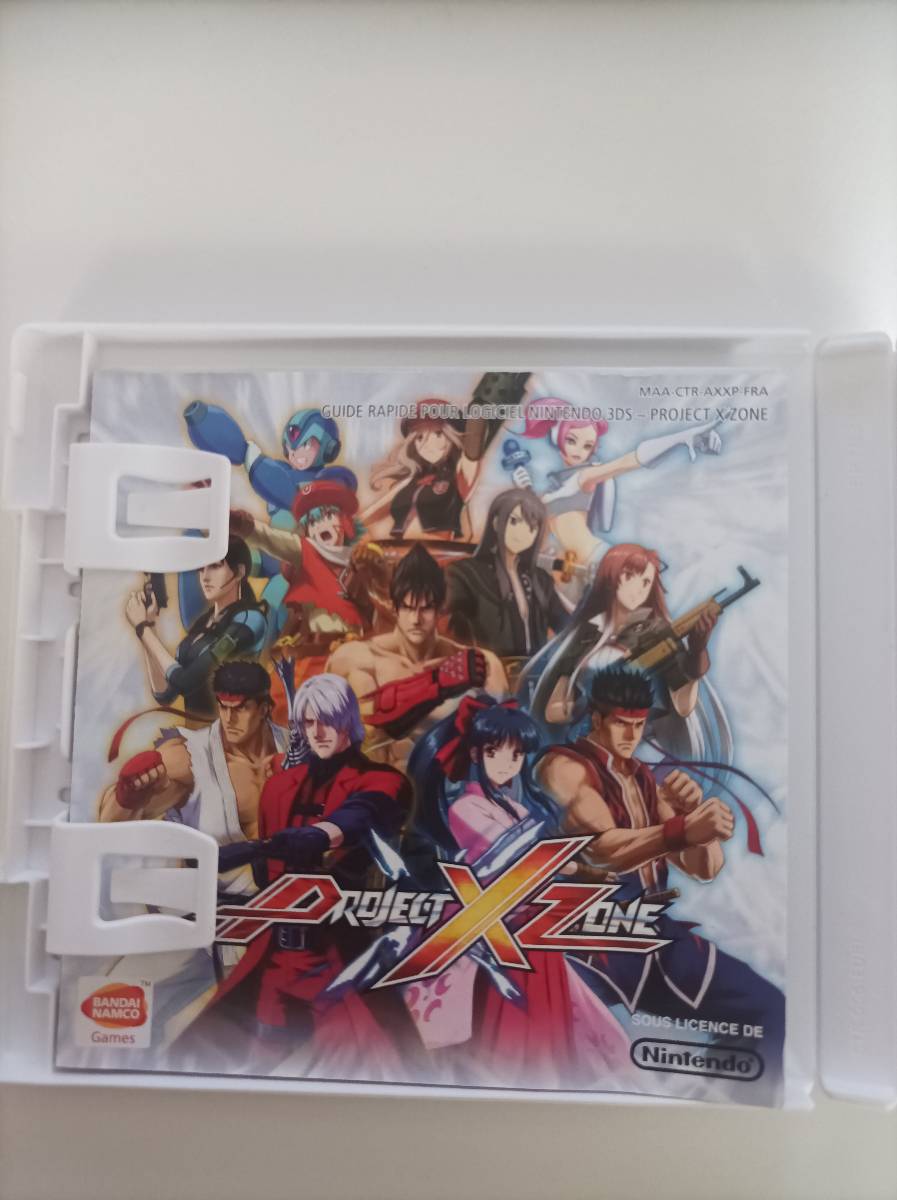 MAA-CTR-AXXP-FRA
GUIDE RAPIDE POUR LOGICIEL NINTENDO 3DS – PROJECT X ZONE
PROJECT X ZONE
BANDAI
NAMCO
TM
Games
SOUS LICENCE DE
Nintendo®